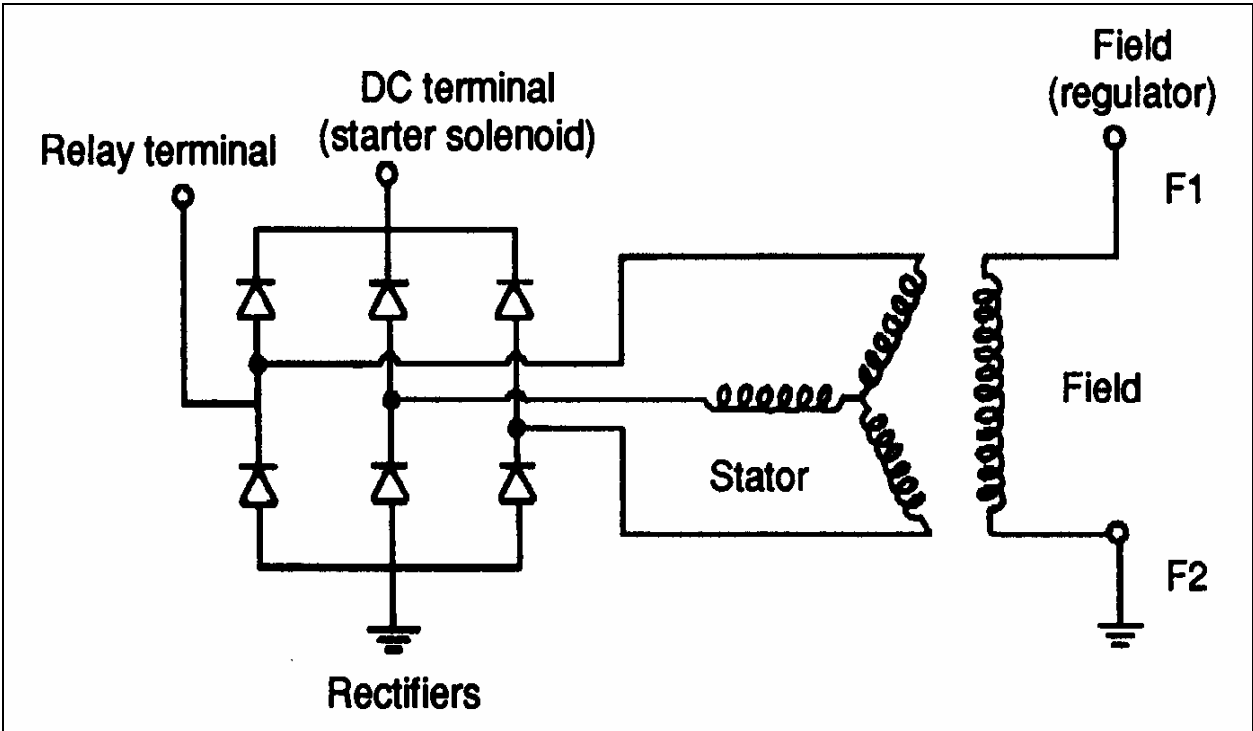 Field
(regulator)
DC terminal
(starter solenoid)
Relay terminal
F1
Field
Stator
F2
Rectifiers